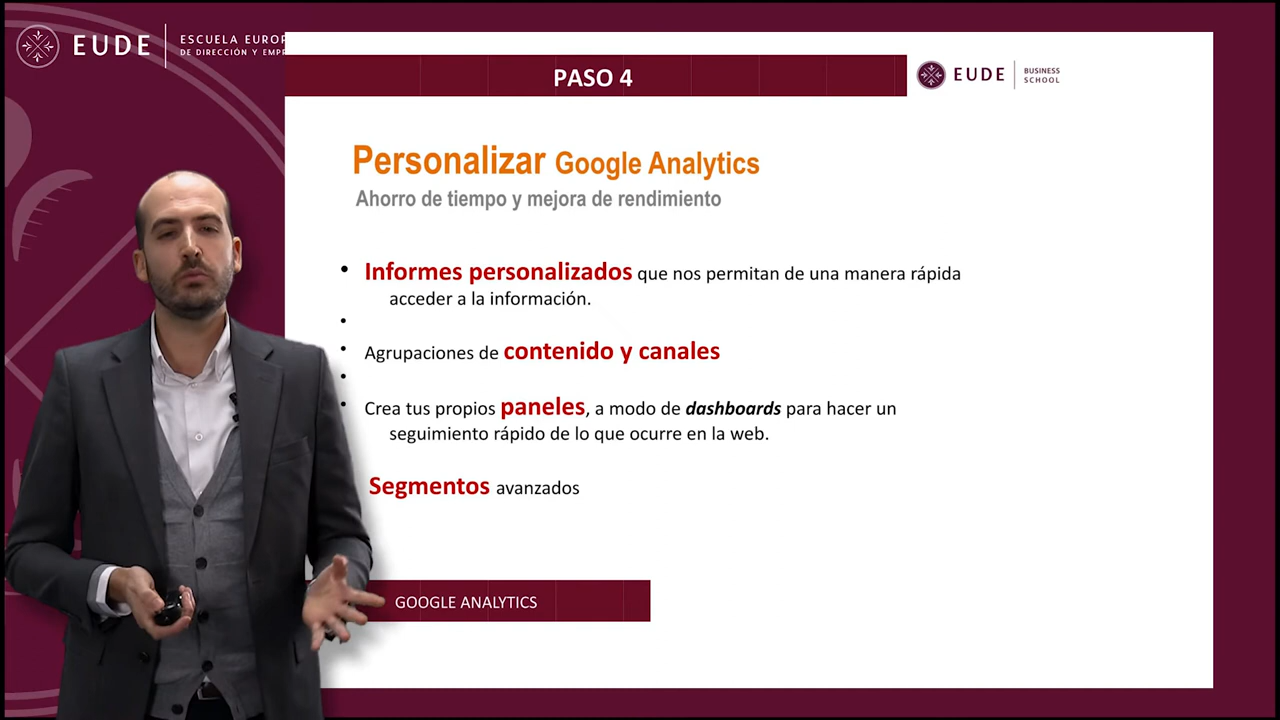 EUDE
ESCUELA EUROP
DE DIRECCIÓN Y EMPR
PASO 4
EUDE
BUSINESS
SCHOOL
Personalizar Google Analytics
Ahorro de tiempo y mejora de rendimiento
• Informes personalizados que nos permitan de una manera rápida
acceder a la información.
•
• Agrupaciones de contenido y canales
•
• Crea tus propios paneles, a modo de dashboards para hacer un
seguimiento rápido de lo que ocurre en la web.
Segmentos avanzados
GOOGLE ANALYTICS